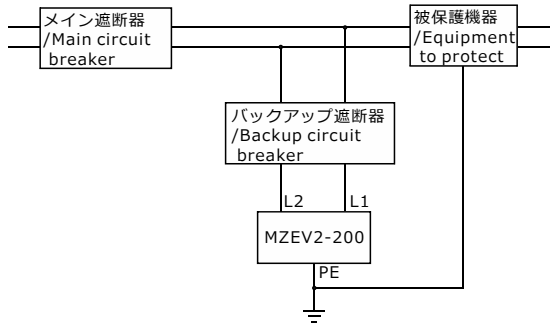 メイン遮断器
/Main circuit
breaker
被保護機器
/Equipment
to protect
バックアップ遮断器
/Backup circuit
breaker
L2
L1
MZEV2-200
PE